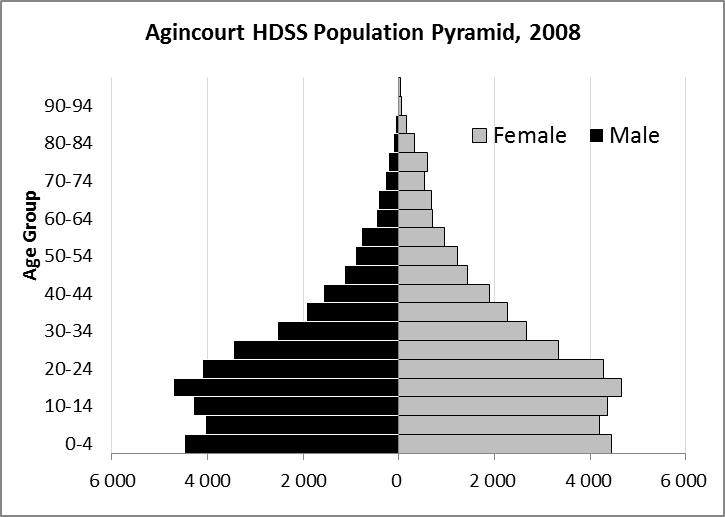 Agincourt HDSS Population Pyramid, 2008
Female Male
Age Group
90-94
80-84
70-74
60-64
50-54
40-44
30-34
20-24
10-14
0-4
6 000 4 000 2 000 0 2 000 4 000 6 000